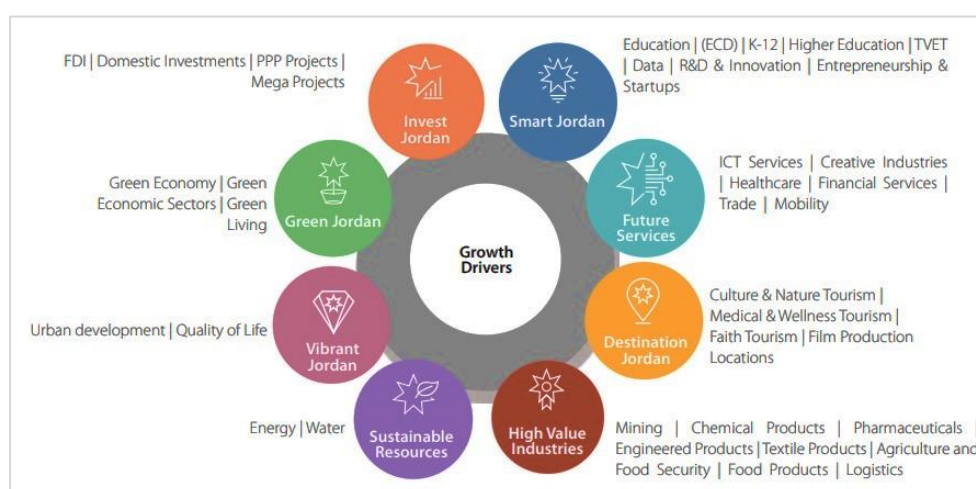 FDI | Domestic Investments | PPP Projects |
Mega Projects
Invest
Jordan
Education | (ECD) | K-12 | Higher Education | TVET
| Data | R&D & Innovation | Entrepreneurship &
Startups
Smart Jordan
ICT Services | Creative Industries
| Healthcare | Financial Services |
Trade | Mobility
Future
Services
Culture & Nature Tourism |
Medical & Wellness Tourism |
Faith Tourism | Film Production
Locations
Destination
Jordan
Mining | Chemical Products | Pharmaceuticals |
Engineered Products | Textile Products | Agriculture and
Food Security | Food Products | Logistics
High Value
Industries
Energy | Water
Sustainable
Resources
Urban development | Quality of Life
Vibrant
Jordan
Green Economy | Green
Economic Sectors | Green
Living
Green Jordan
Growth
Drivers